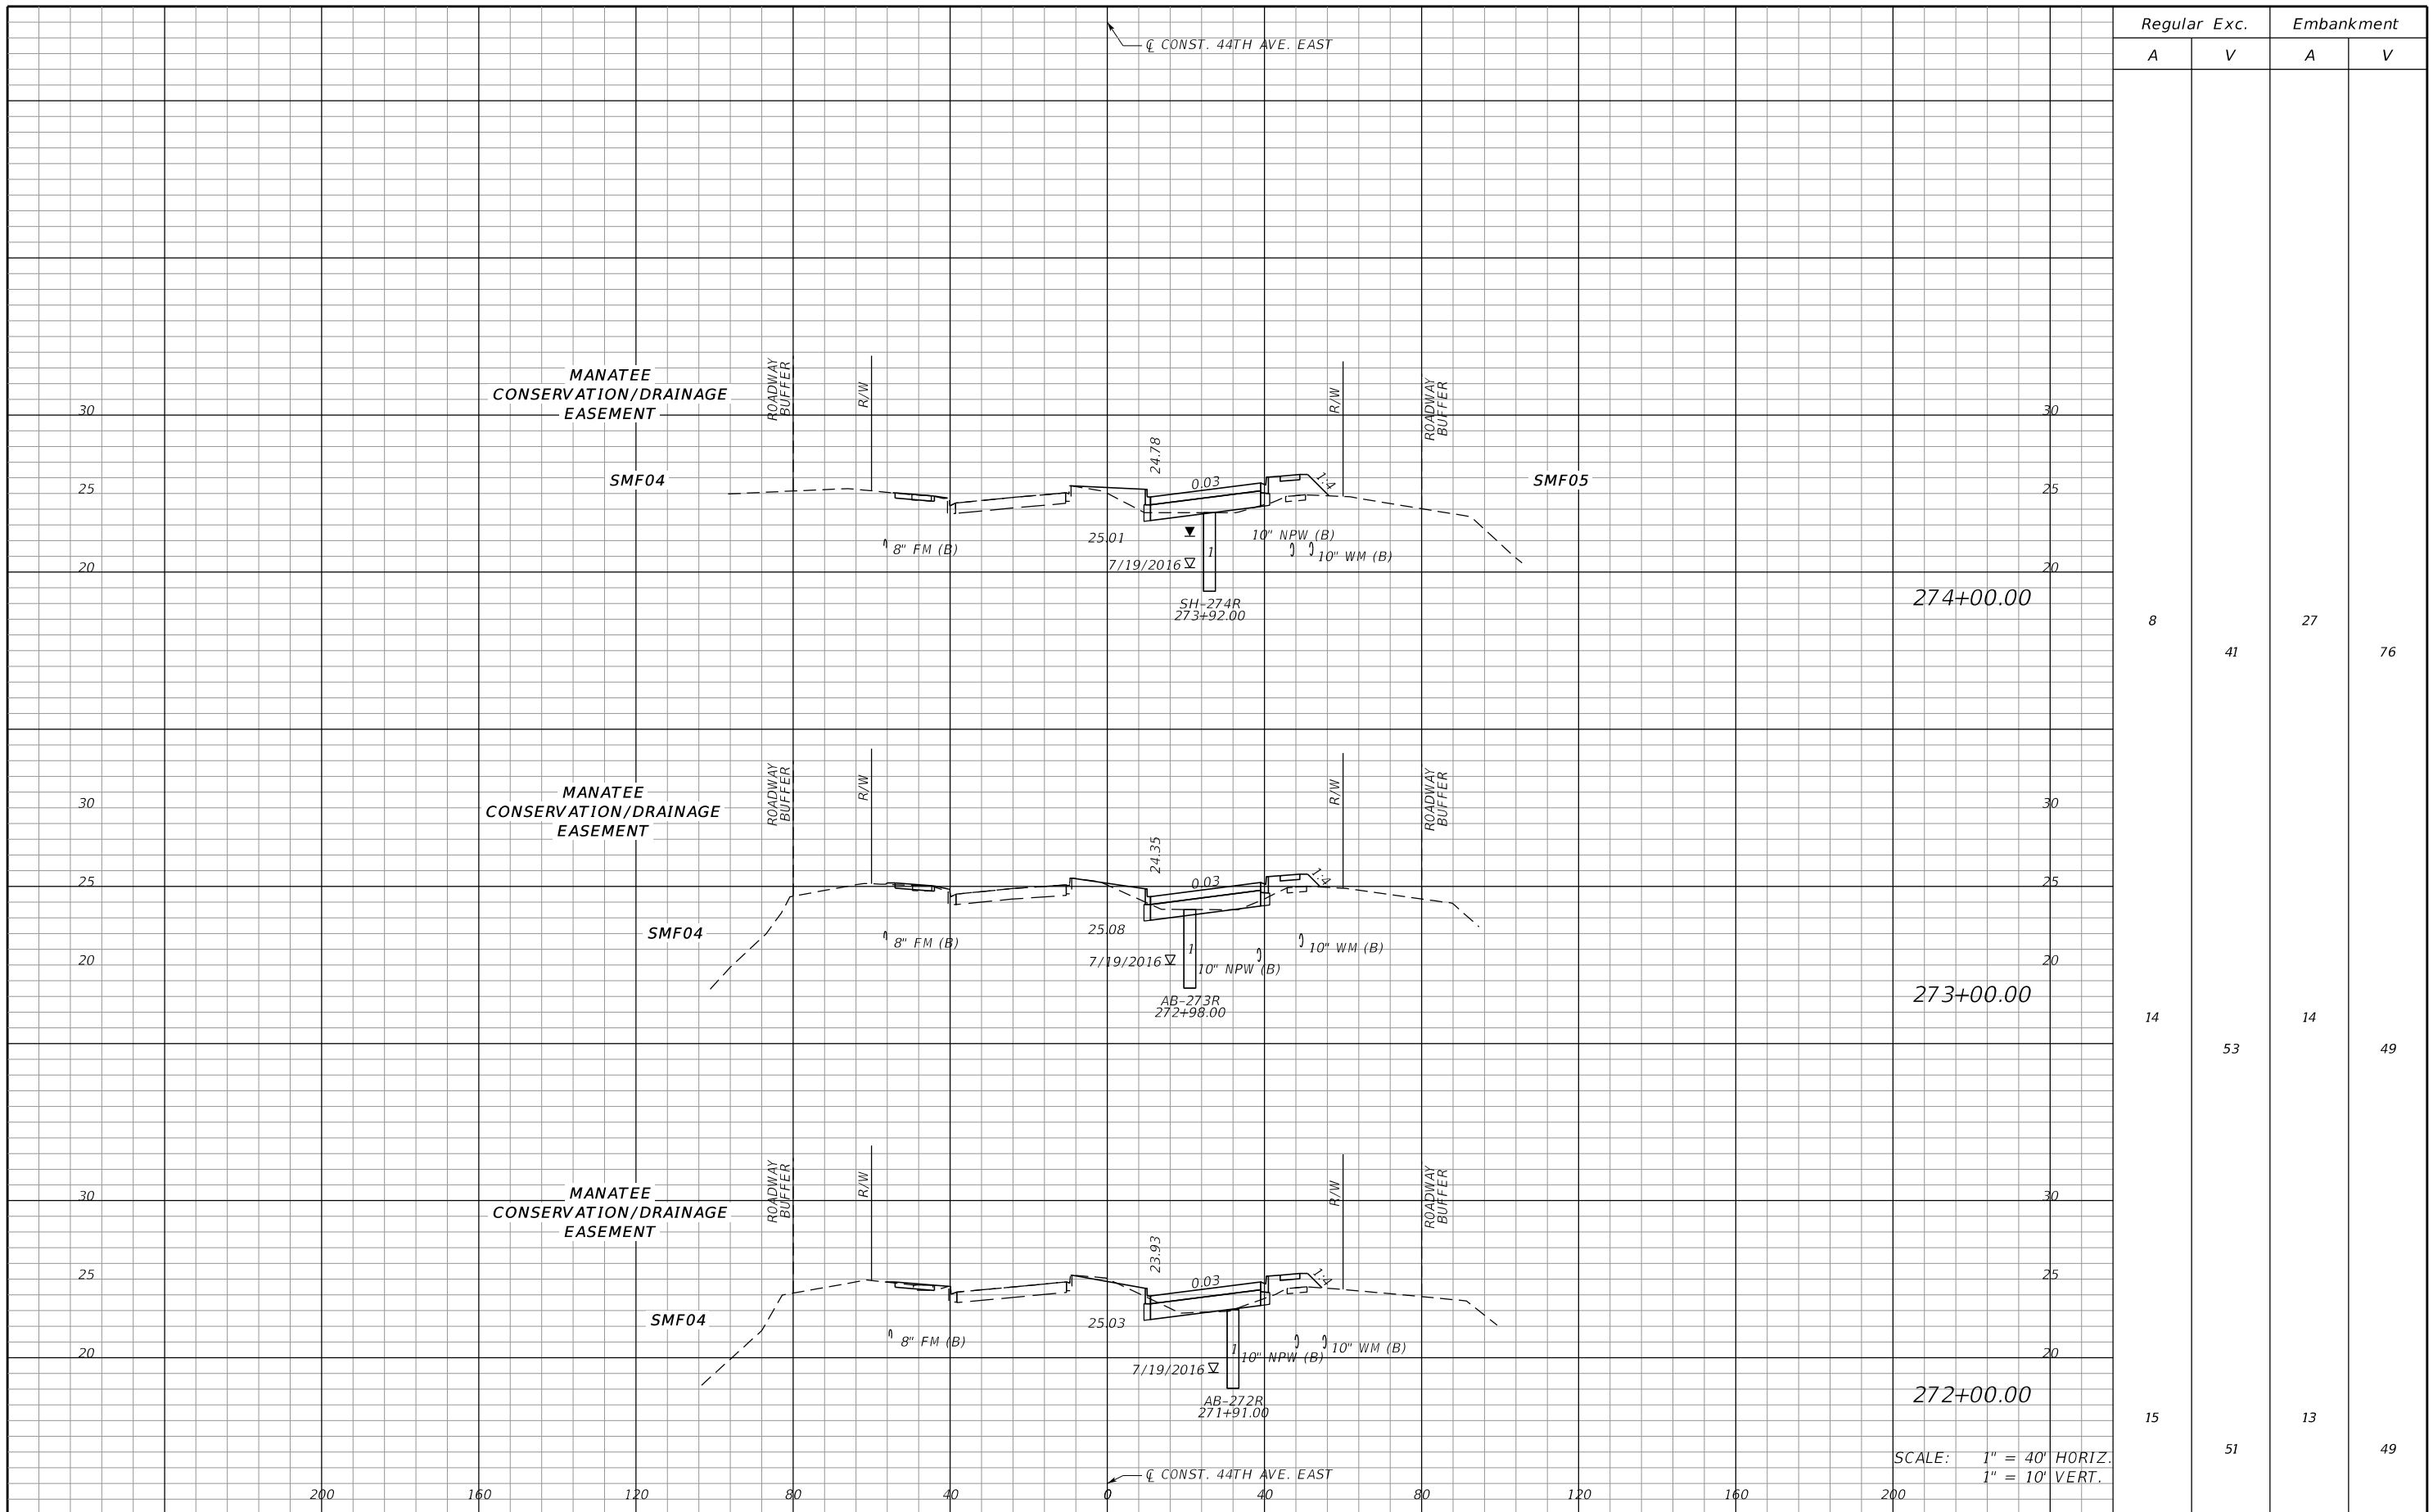 Regular Exc.
Embankment
A
V
A
V
℄ CONST. 44TH AVE. EAST
MANATEE
CONSERVATION/DRAINAGE
EASEMENT
ROADWAY
BUFFER
R/W
R/W
ROADWAY
BUFFER
30
30
24.78
SMF04
0.03
1:4
SMF05
25
25
8" FM (B)
25.01
10" NPW (B)
10" WM (B)
7/19/2016
1
20
20
SH-274R
273+92.00
274+00.00
8
27
41
76
MANATEE
CONSERVATION/DRAINAGE
EASEMENT
ROADWAY
BUFFER
R/W
R/W
ROADWAY
BUFFER
30
30
24.35
0.03
1:4
25
25
SMF04
8" FM (B)
25.08
10" WM (B)
7/19/2016
1
10" NPW (B)
20
20
AB-273R
272+98.00
273+00.00
14
14
53
49
MANATEE
CONSERVATION/DRAINAGE
EASEMENT
ROADWAY
BUFFER
R/W
R/W
ROADWAY
BUFFER
30
30
23.93
0.03
1:4
25
25
SMF04
8" FM (B)
25.03
1
10" NPW (B)
10" WM (B)
7/19/2016
20
20
AB-272R
271+91.00
272+00.00
15
13
51
49
SCALE: 1" = 40' HORIZ.
1" = 10' VERT.
℄ CONST. 44TH AVE. EAST
200 160 120 80 40 0 40 80 120 160 200